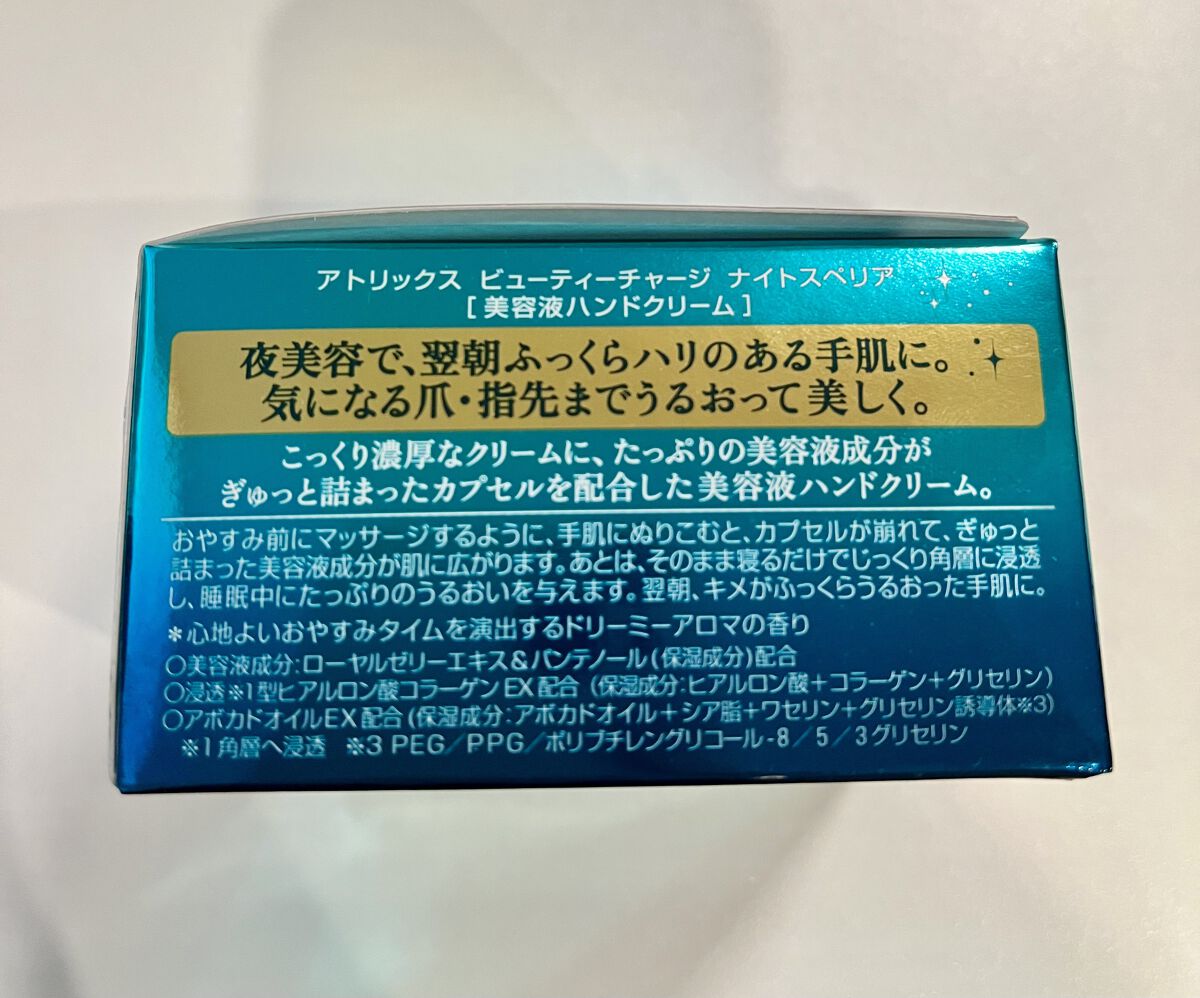 アトリックス ビューティーチャージ ナイトスペリア
[ 美容液ハンドクリーム ]
夜美容で、翌朝ふっくらハリのある手肌に。
気になる爪・指先までうるおって美しく。
こっくり濃厚なクリームに、たっぷりの美容液成分が
ぎゅっと詰まったカプセルを配合した美容液ハンドクリーム。
おやすみ前にマッサージするように、手肌にぬりこむと、カプセルが崩れて、ぎゅっと
詰まった美容液成分が肌に広がります。あとは、そのまま寝るだけでじっくり角層に浸透
し、睡眠中にたっぷりのうるおいを与えます。翌朝、キメがふっくらうるおった手肌に。
＊心地よいおやすみタイムを演出するドリーミーアロマの香り
○美容液成分:ローヤルゼリーエキス&パンテノール(保湿成分)配合
○浸透※1型ヒアルロン酸コラーゲンEX配合(保湿成分:ヒアルロン酸+コラーゲン+グリセリン)
○アボカドオイルEX配合(保湿成分:アボカドオイル+シア脂+ワセリン+グリセリン誘導体※3)
※1角層へ浸透 ※3 PEG/PPG/ポリブチレングリコール-8/5/3グリセリン